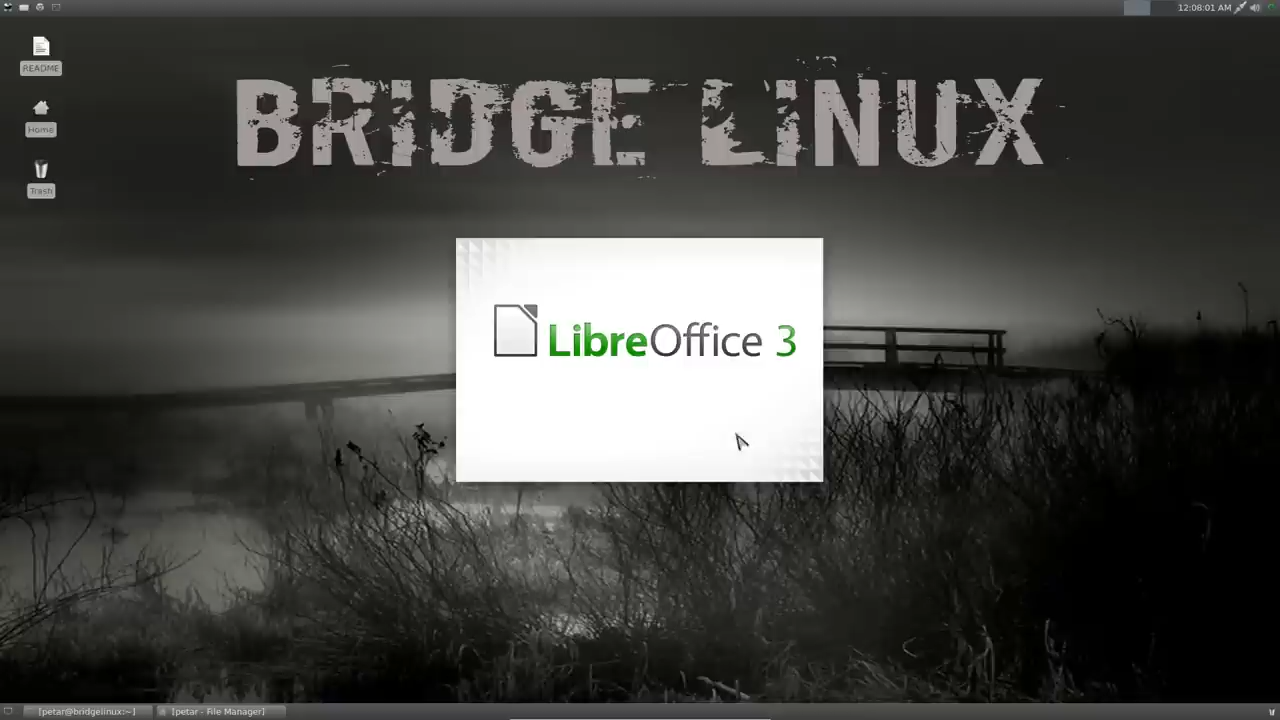 12:08:01 AM
README
Home
Trash
BRIDGE LINUX
LibreOffice 3
[petar@bridgelinux:~]
[petar - File Manager]